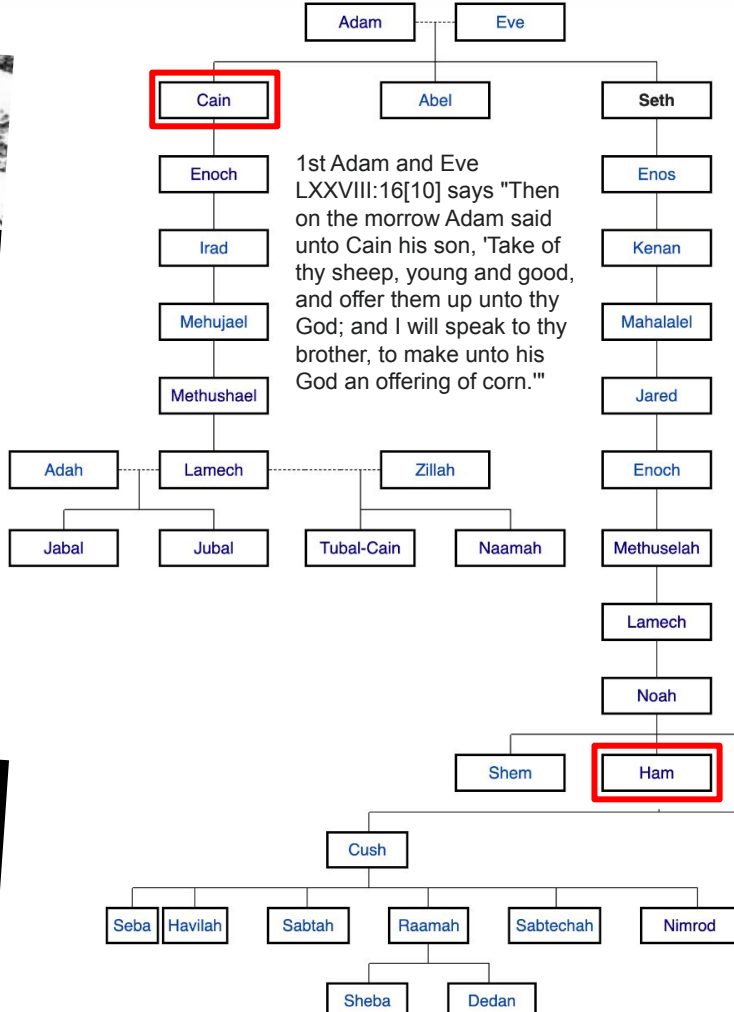 Adam Eve
Cain Abel Seth
Enoch Enos
1st Adam and Eve
LXXVIII:16[10] says "Then
on the morrow Adam said
unto Cain his son, 'Take of
thy sheep, young and good,
and offer them up unto thy
God; and I will speak to thy
brother, to make unto his
God an offering of corn.'"
Irad Kenan
Mehujael Mahalalel
Methushael Jared
Adah Lamech Zillah Enoch
Jabal Jubal Tubal-Cain Naamah Methuselah
Lamech
Noah
Shem Ham
Cush
Seba Havilah Sabtah Raamah Sabtechah Nimrod
Sheba Dedan